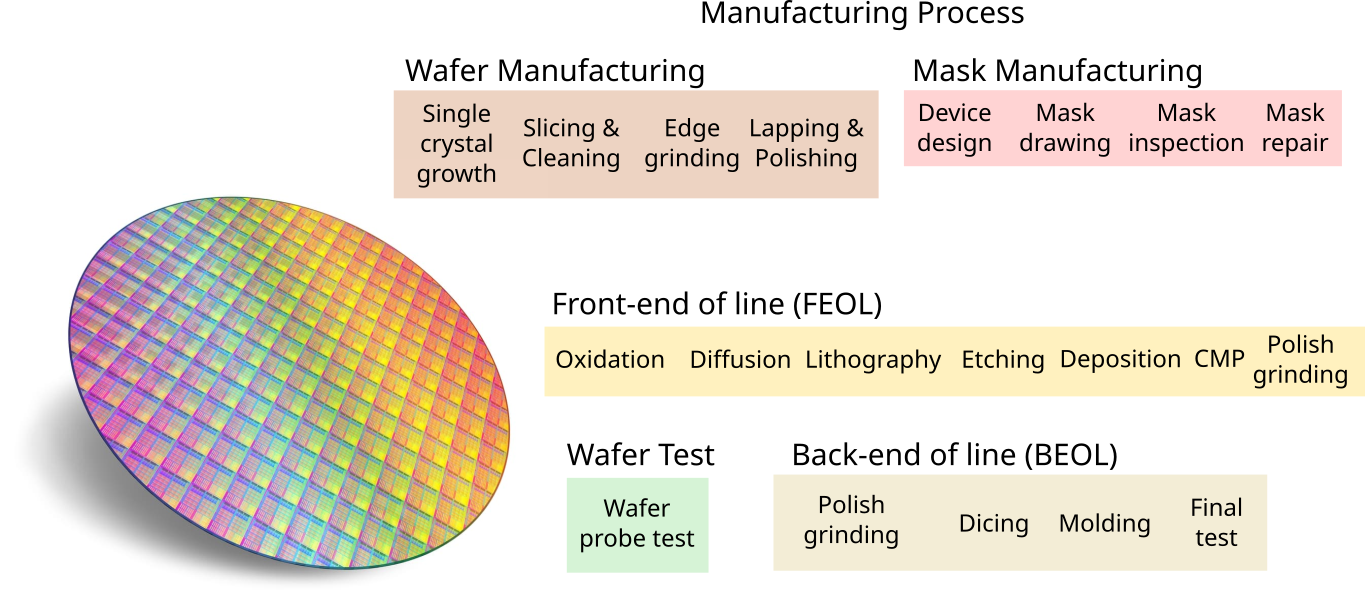 Manufacturing Process
Wafer Manufacturing
Single
crystal
growth
Slicing &
Cleaning
Edge
grinding
Lapping &
Polishing
Mask Manufacturing
Device
design
Mask
drawing
Mask
inspection
Mask
repair
Front-end of line (FEOL)
Oxidation
Diffusion
Lithography
Etching
Deposition
CMP
Polish
grinding
Wafer Test
Wafer
probe test
Back-end of line (BEOL)
Polish
grinding
Dicing
Molding
Final
test